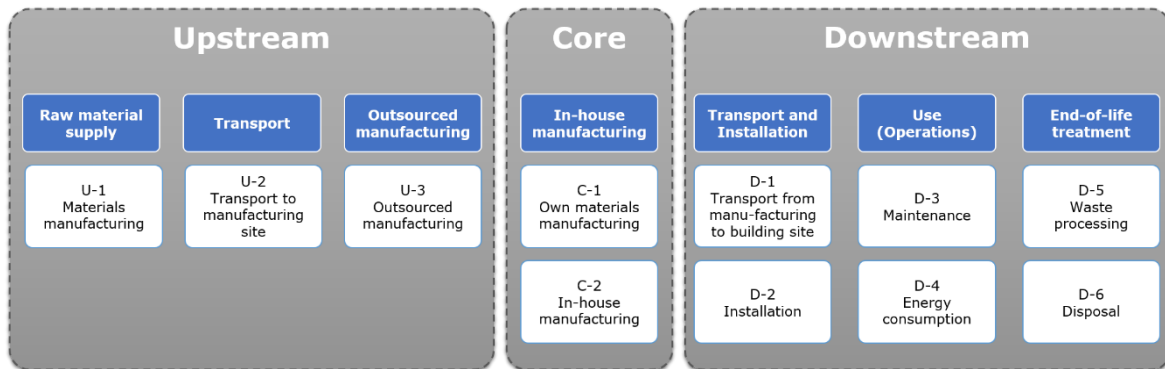 Upstream
Core
Downstream
Raw material
supply
Transport
Outsourced
manufacturing
In-house
manufacturing
Transport and
Installation
Use
(Operations)
End-of-life
treatment
U-1
Materials
manufacturing
U-2
Transport to
manufacturing
site
U-3
Outsourced
manufacturing
C-1
Own materials
manufacturing
D-1
Transport from
manu-facturing
to building site
D-3
Maintenance
D-5
Waste
processing
C-2
In-house
manufacturing
D-2
Installation
D-4
Energy
consumption
D-6
Disposal